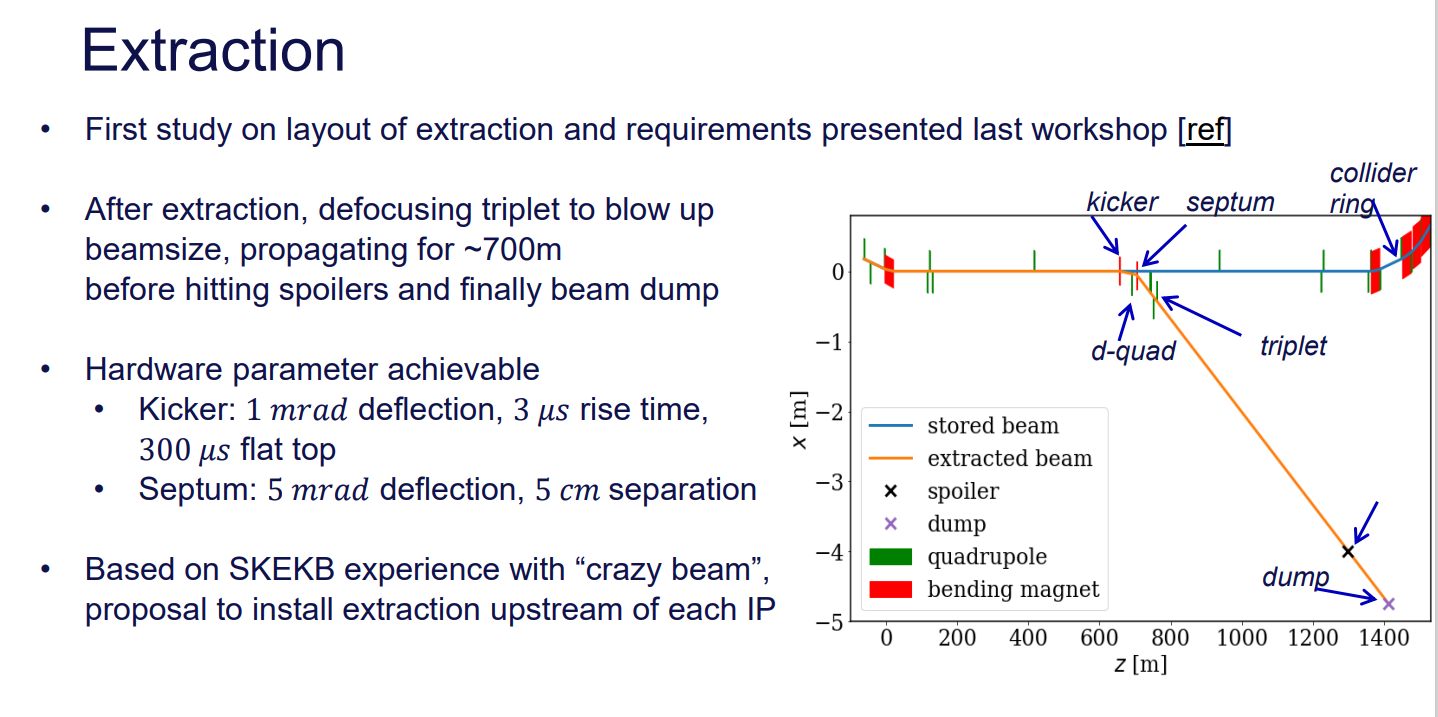 Extraction
• First study on layout of extraction and requirements presented last workshop [ref]
• After extraction, defocusing triplet to blow up
beamsize, propagating for ~700m
before hitting spoilers and finally beam dump
• Hardware parameter achievable
• Kicker: 1 mrad deflection, 3 μs rise time,
300 μs flat top
• Septum: 5 mrad deflection, 5 cm separation
• Based on SKEKB experience with “crazy beam”,
proposal to install extraction upstream of each IP
collider
ring
kicker
septum
d-quad
triplet
dump
stored beam
extracted beam
spoiler
dump
quadrupole
bending magnet
0
−1
−2
−3
−4
−5
x [m]
0 200 400 600 800 1000 1200 1400
z [m]